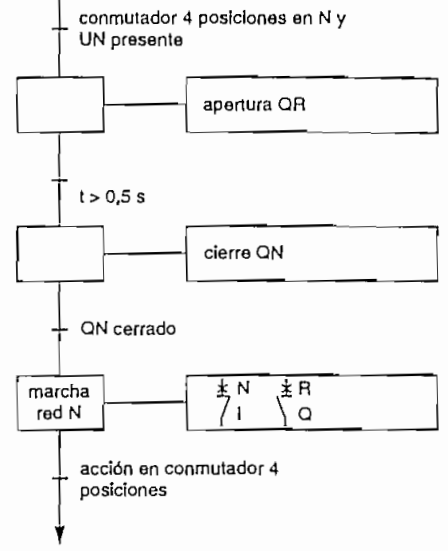 conmutador 4 posiciones en N y
UN presente
apertura QR
t > 0,5 s
cierre QN
QN cerrado
marcha
red N
N R
I O
acción en conmutador 4
posiciones